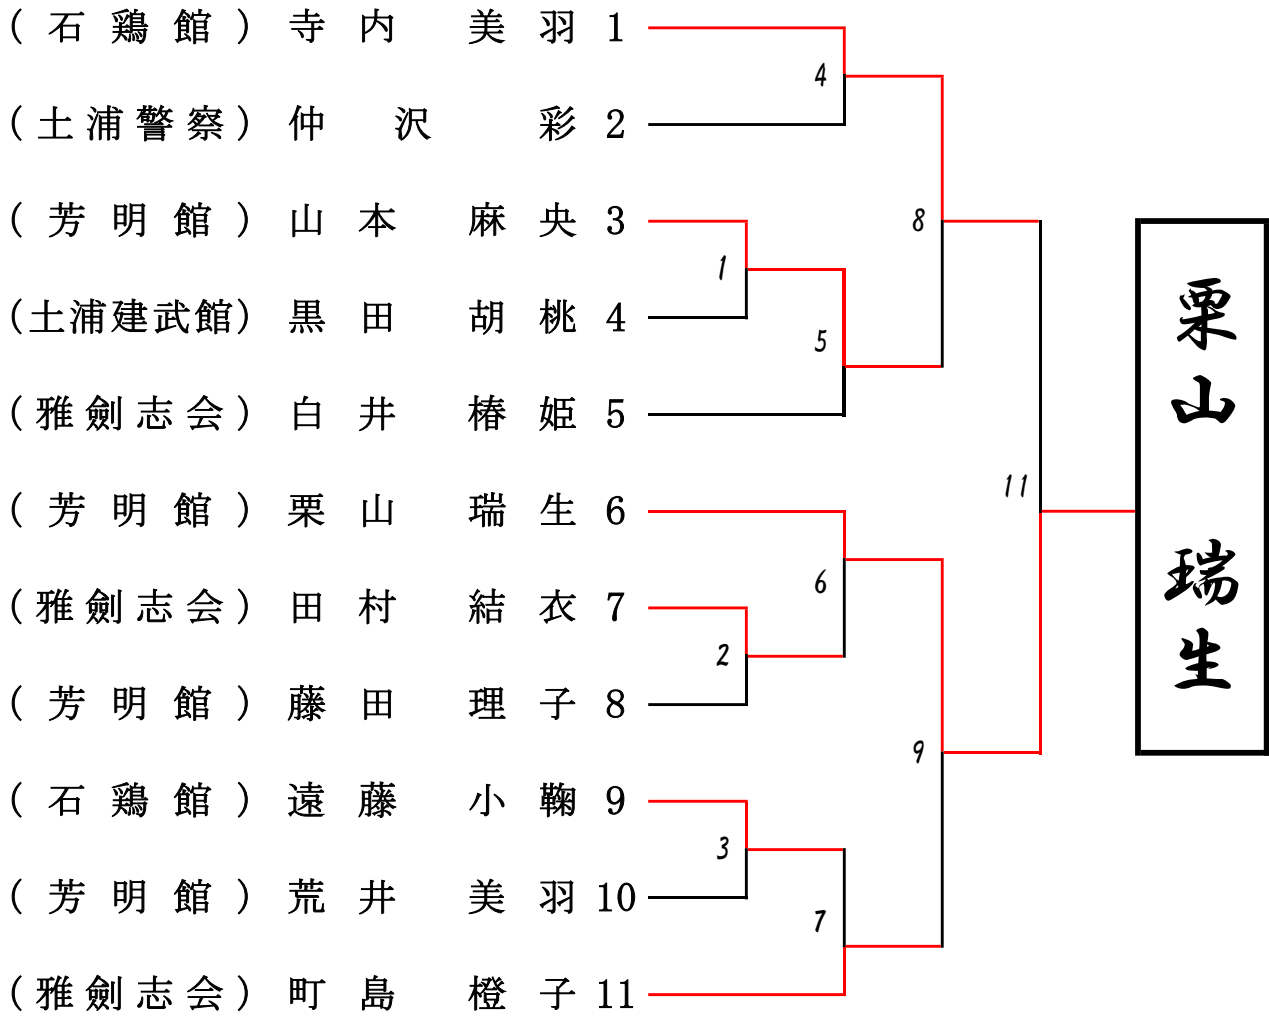 (石鶏館) 寺内 美羽 1
(土浦警察) 仲沢 彩 2
(芳明館) 山本 麻央 3
(土浦建武館) 黒田 胡桃 4
(雅劍志会) 白井 椿姫 5
(芳明館) 栗山 瑞生 6
(雅劍志会) 田村 結衣 7
(芳明館) 藤田 理子 8
(石鶏館) 遠藤 小鞠 9
(芳明館) 荒井 美羽 10
(雅劍志会) 町島 橙子 11
1
2
3
4
5
6
7
8
9
11
栗山 瑞生